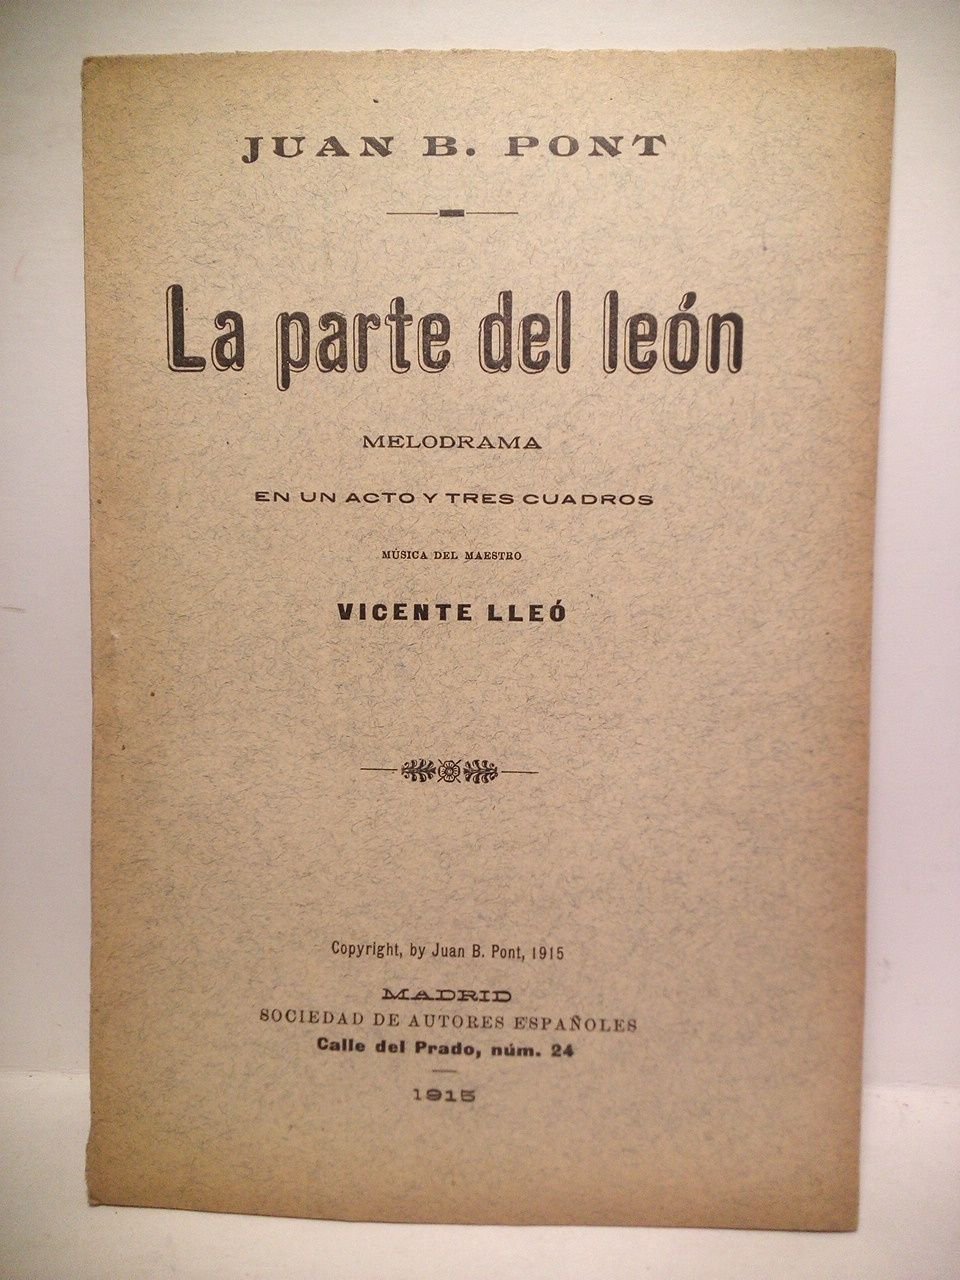 JUAN B. PONT
La parte del león
MELODRAMA
EN UN ACTO Y TRES CUADROS
MÚSICA DEL MAESTRO
VICENTE LLEÓ
Copyright, by Juan B. Pont, 1915
MADRID
SOCIEDAD DE AUTORES ESPAÑOLES
Calle del Prado, núm. 24
1915